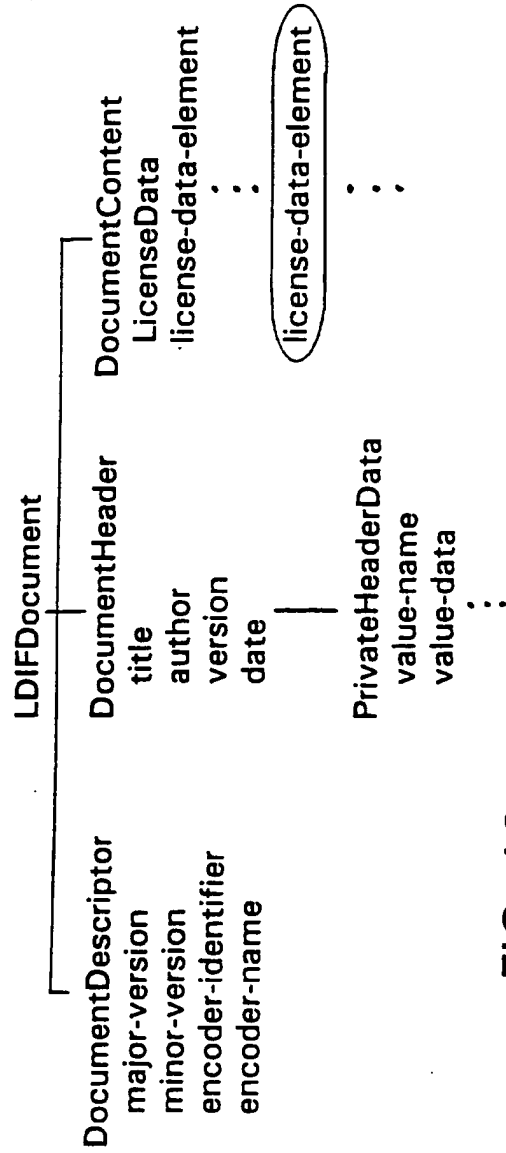 LDIFDocument
DocumentDescriptor
major-version
minor-version
encoder-identifier
encoder-name
DocumentHeader
title
author
version
date
PrivateHeaderData
value-name
value-data
DocumentContent
LicenseData
license-data-element
license-data-element